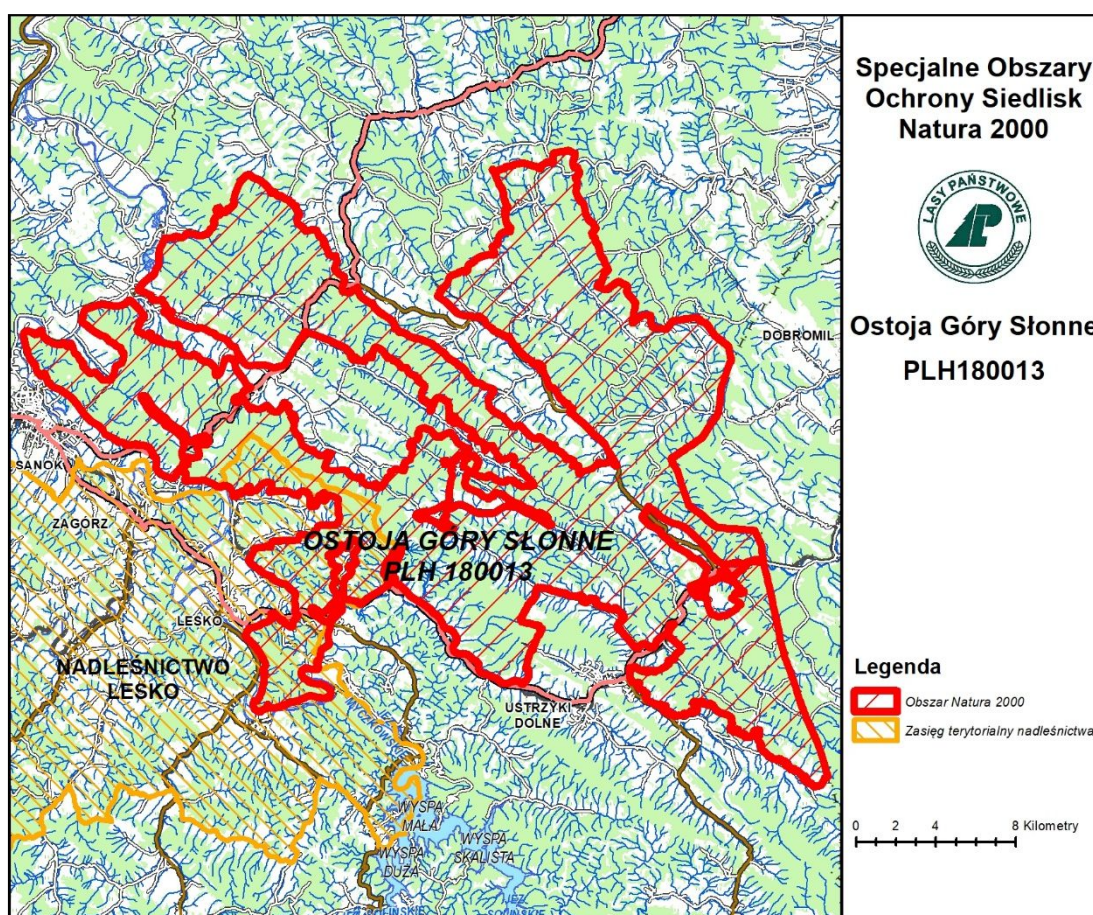 Specjalne Obszary
Ochrony Siedlisk
Natura 2000
LASY PAŃSTWOWE
Ostoja Góry Słonne
PLH180013
DOBROMIL
SANOK
ZAGÓRZ
OSTOJA GÓRY SŁONNE
PLH 180013
LESKO
NADLEŚNICTWO
LESKO
USTRZYKI
DOLNE
WYSPA
MAŁA
WYSPA
SKALISTA
WYSPA
DUŻA
Legenda
Obszar Natura 2000
Zasięg terytorialny nadleśnictwa
0 2 4 8 Kilometry